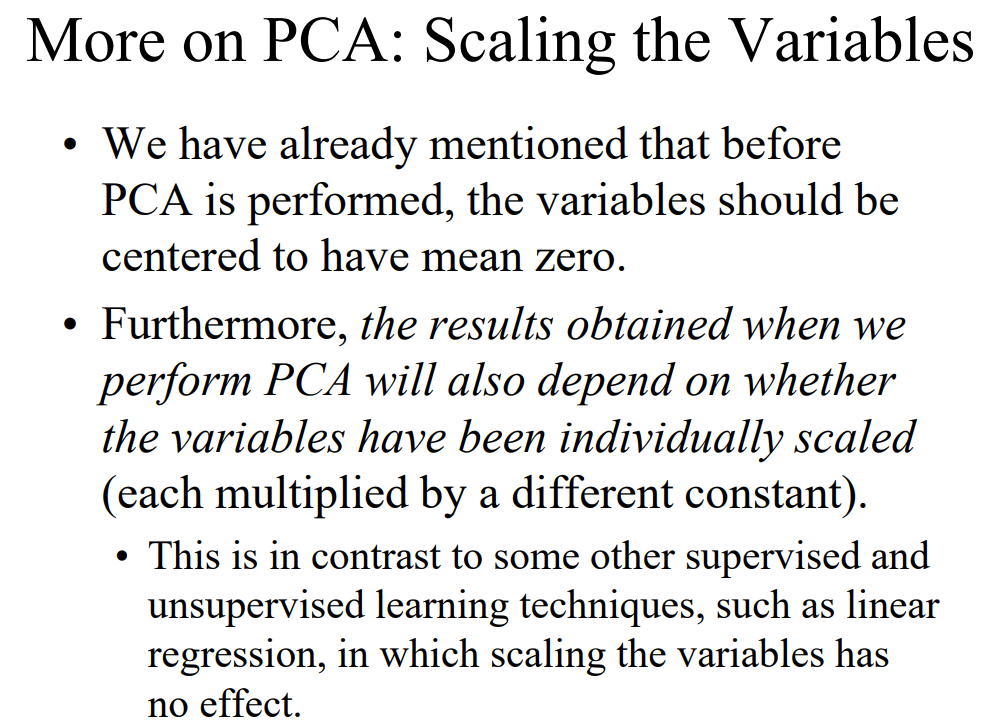 More on PCA: Scaling the Variables
• We have already mentioned that before
PCA is performed, the variables should be
centered to have mean zero.
• Furthermore, the results obtained when we
perform PCA will also depend on whether
the variables have been individually scaled
(each multiplied by a different constant).
• This is in contrast to some other supervised and
unsupervised learning techniques, such as linear
regression, in which scaling the variables has
no effect.